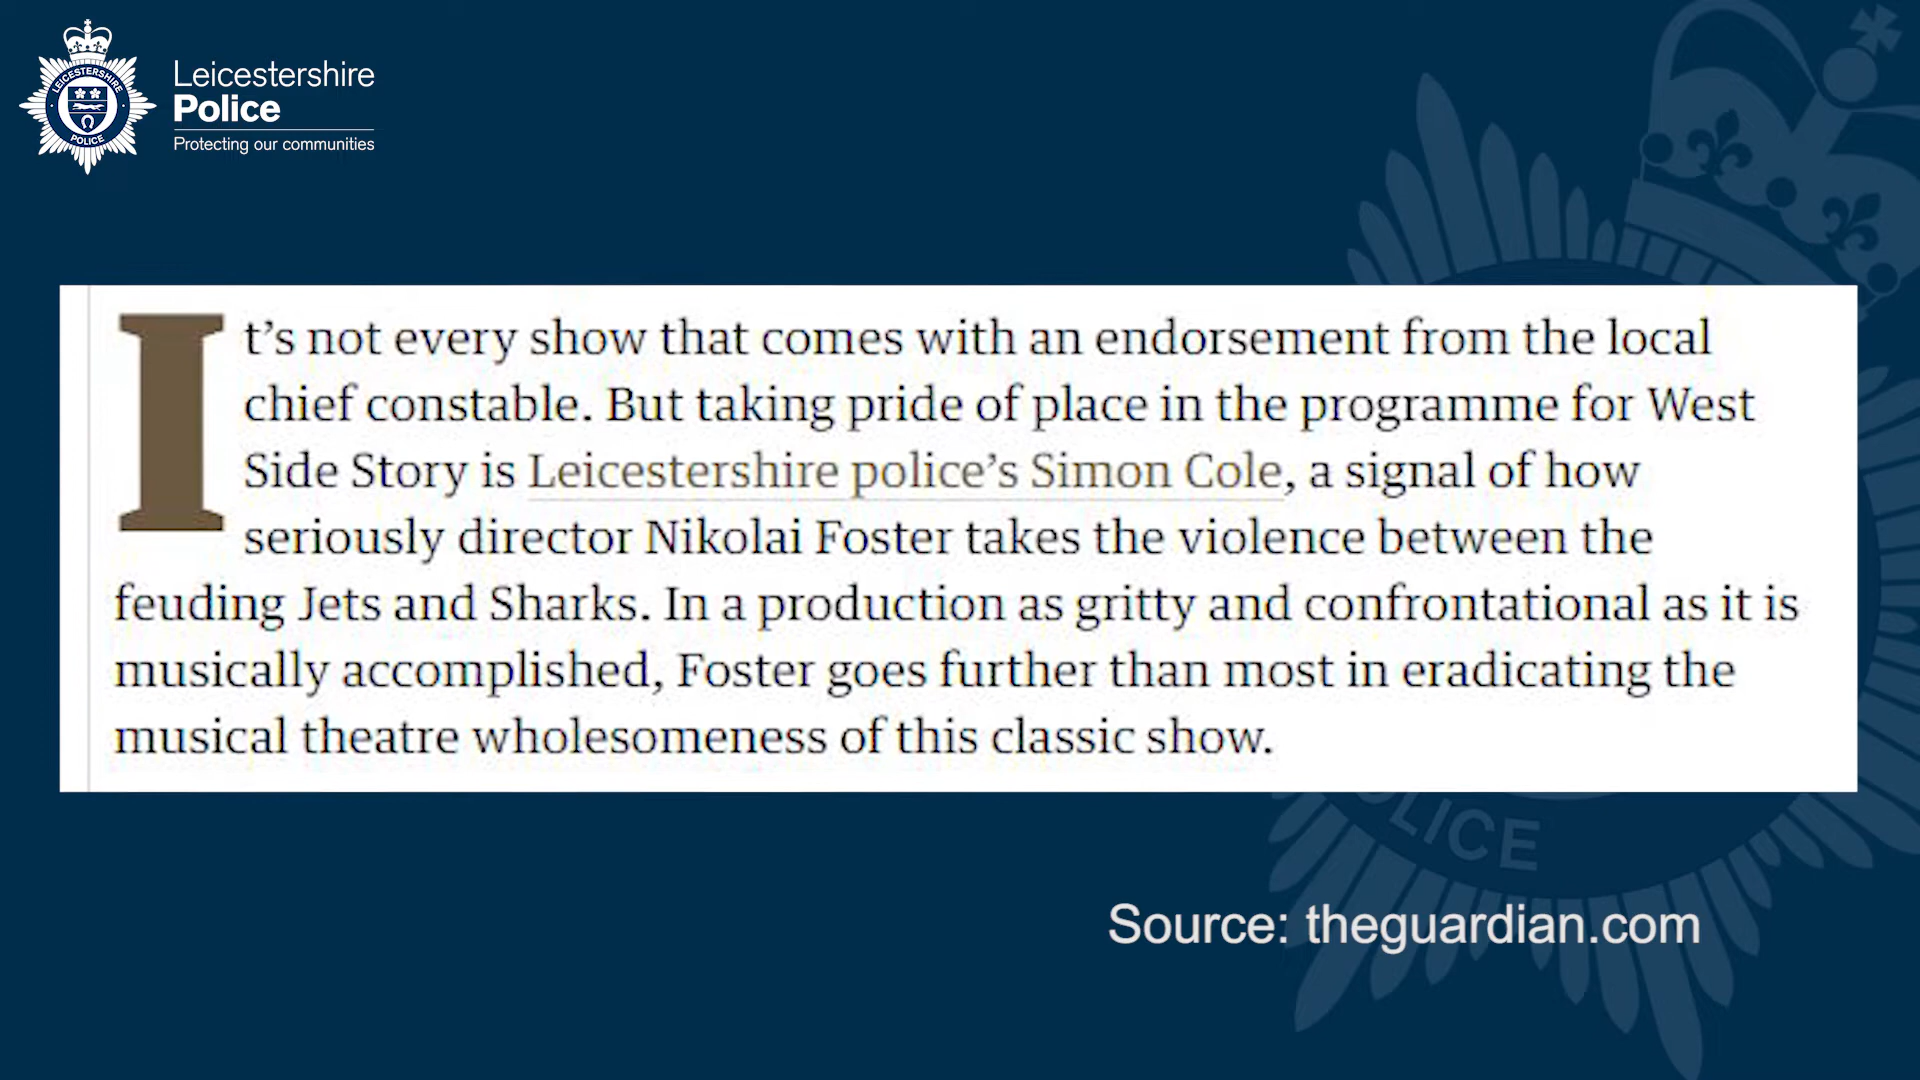 Leicestershire
Police
Protecting our communities
LEICESTERSHIRE
POLICE
It’s not every show that comes with an endorsement from the local
chief constable. But taking pride of place in the programme for West
Side Story is Leicestershire police’s Simon Cole, a signal of how
seriously director Nikolai Foster takes the violence between the
feuding Jets and Sharks. In a production as gritty and confrontational as it is
musically accomplished, Foster goes further than most in eradicating the
musical theatre wholesomeness of this classic show.
LICE
Source: theguardian.com